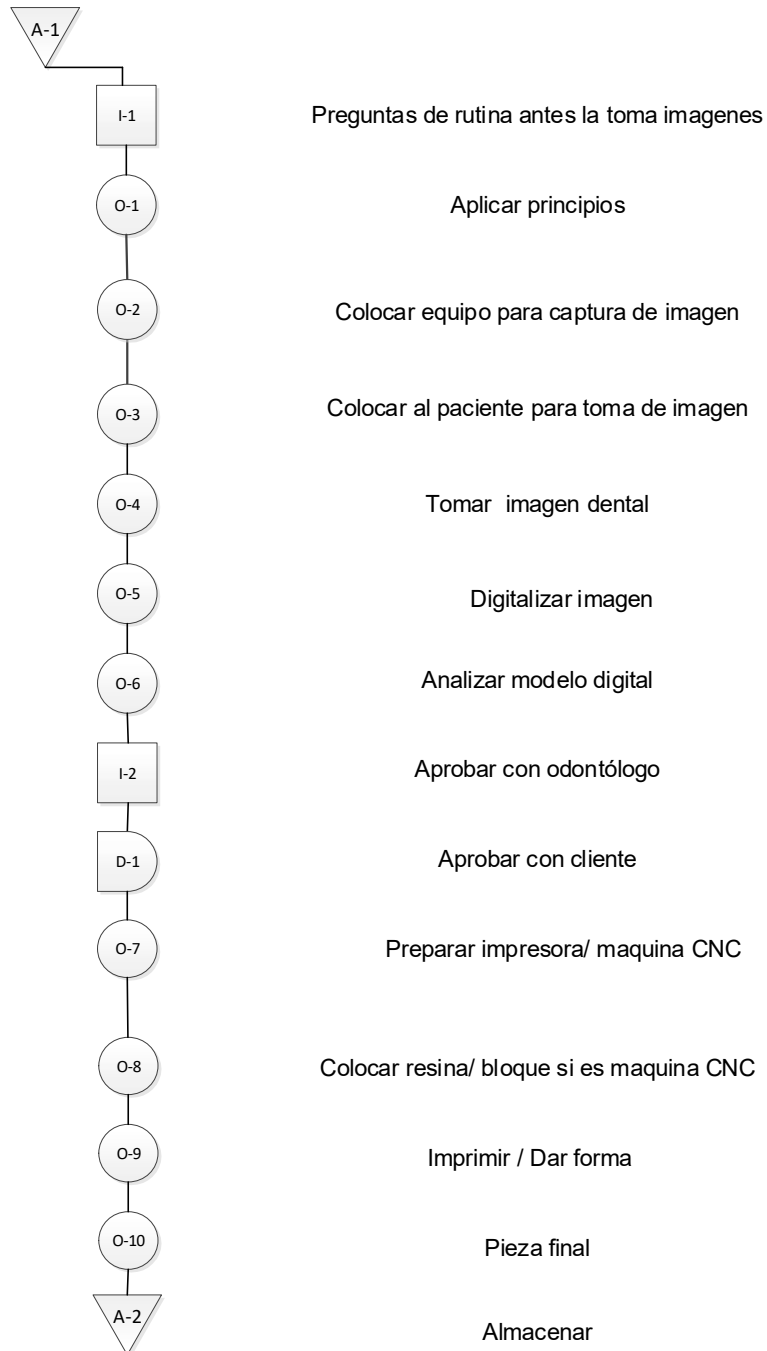 A-1
I-1 Preguntas de rutina antes la toma imagenes
O-1 Aplicar principios
O-2 Colocar equipo para captura de imagen
O-3 Colocar al paciente para toma de imagen
O-4 Tomar imagen dental
O-5 Digitalizar imagen
O-6 Analizar modelo digital
I-2 Aprobar con odontólogo
D-1 Aprobar con cliente
O-7 Preparar impresora/ maquina CNC
O-8 Colocar resina/ bloque si es maquina CNC
O-9 Imprimir / Dar forma
O-10 Pieza final
A-2 Almacenar